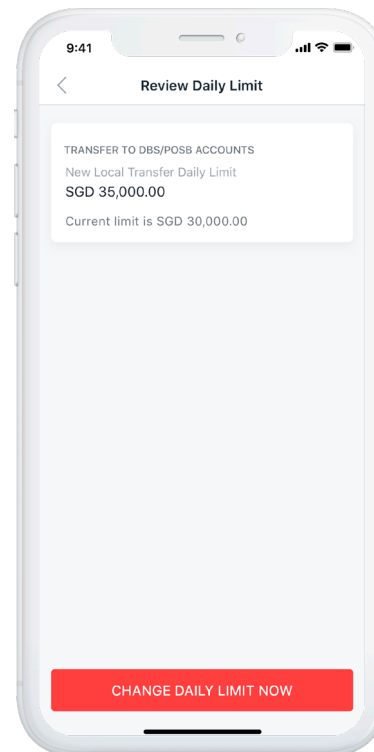 9:41
Review Daily Limit
TRANSFER TO DBS/POSB ACCOUNTS
New Local Transfer Daily Limit
SGD 35,000.00
Current limit is SGD 30,000.00
CHANGE DAILY LIMIT NOW